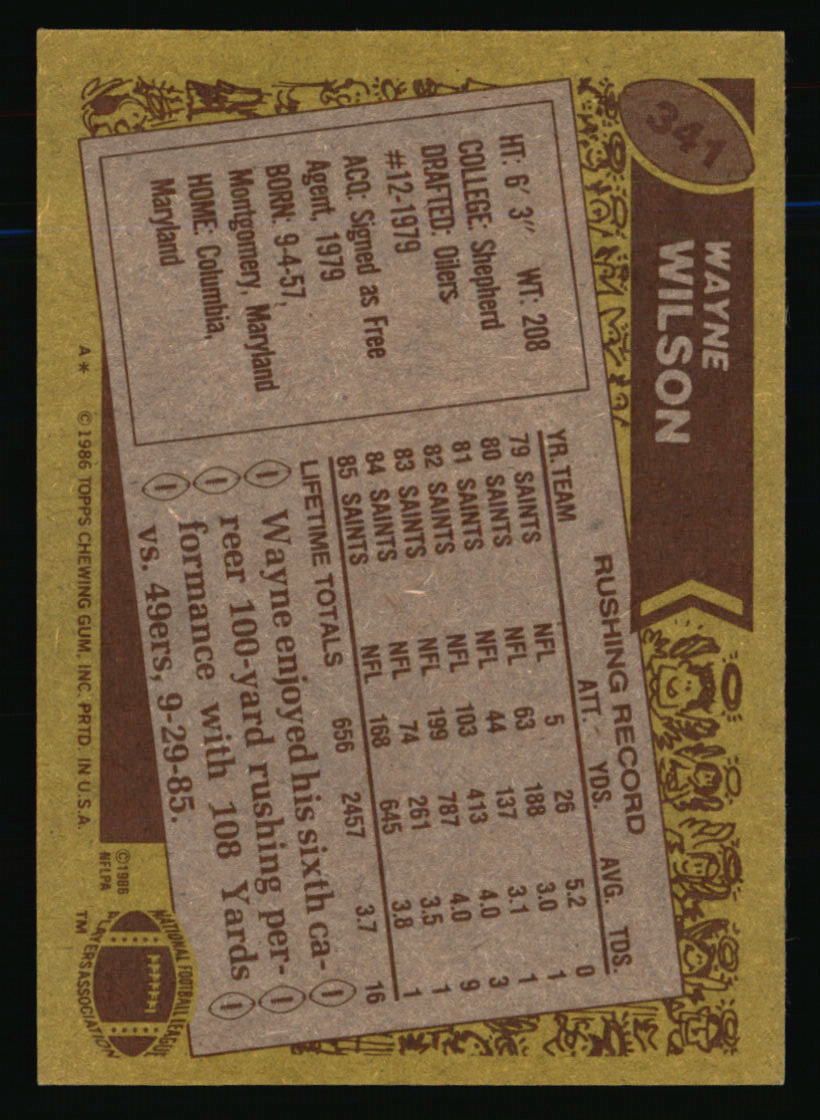 341
WAYNE
WILSON
HT: 6' 3" WT: 208
COLLEGE: Shepherd
DRAFTED: Oilers
#12-1979
ACQ: Signed as Free
Agent, 1979
BORN: 9-4-57,
Montgomery, Maryland
HOME: Columbia,
Maryland
RUSHING RECORD
YR. TEAM ATT. YDS. AVG. TDS.
79 SAINTS NFL 5 26 5.2 0
80 SAINTS NFL 63 188 3.0 1
81 SAINTS NFL 44 137 3.1 1
82 SAINTS NFL 103 413 4.0 3
83 SAINTS NFL 199 787 4.0 9
84 SAINTS NFL 74 261 3.5 1
85 SAINTS NFL 168 645 3.8 1
LIFETIME TOTALS 656 2457 3.7 16
Wayne enjoyed his sixth ca-
reer 100-yard rushing per-
formance with 108 Yards
vs. 49ers, 9-29-85.
A* © 1986 TOPPS CHEWING GUM, INC. PRTD. IN U.S.A.
©1986
NFLPA
NATIONAL FOOTBALL LEAGUE
PLAYERS ASSOCIATION
TM